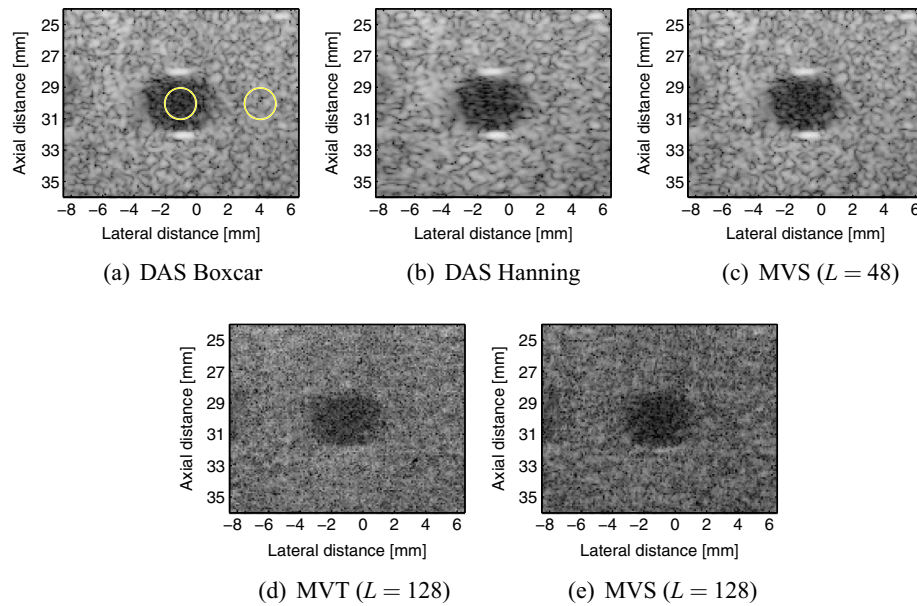 25
27
29
31
33
35
Axial distance [mm]
−8 −6 −4 −2 0 2 4 6
Lateral distance [mm]
(a) DAS Boxcar
25
27
29
31
33
35
Axial distance [mm]
−8 −6 −4 −2 0 2 4 6
Lateral distance [mm]
(b) DAS Hanning
25
27
29
31
33
35
Axial distance [mm]
−8 −6 −4 −2 0 2 4 6
Lateral distance [mm]
(c) MVS (L = 48)
25
27
29
31
33
35
Axial distance [mm]
−8 −6 −4 −2 0 2 4 6
Lateral distance [mm]
(d) MVT (L = 128)
25
27
29
31
33
35
Axial distance [mm]
−8 −6 −4 −2 0 2 4 6
Lateral distance [mm]
(e) MVS (L = 128)